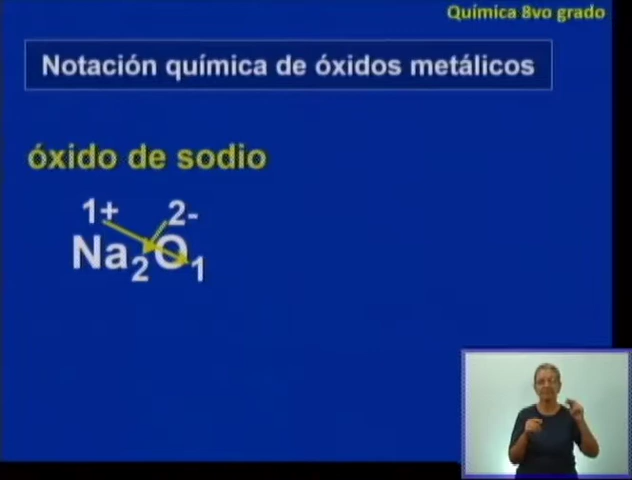 Química 8vo grado
Notación química de óxidos metálicos
óxido de sodio
1+ 2-
Na₂O₁